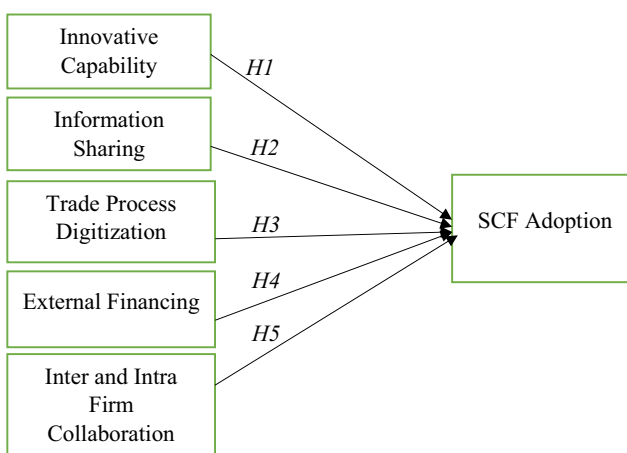 Innovative
Capability
H1
Information
Sharing
H2
Trade Process
Digitization
H3
SCF Adoption
External Financing
H4
H5
Inter and Intra
Firm
Collaboration